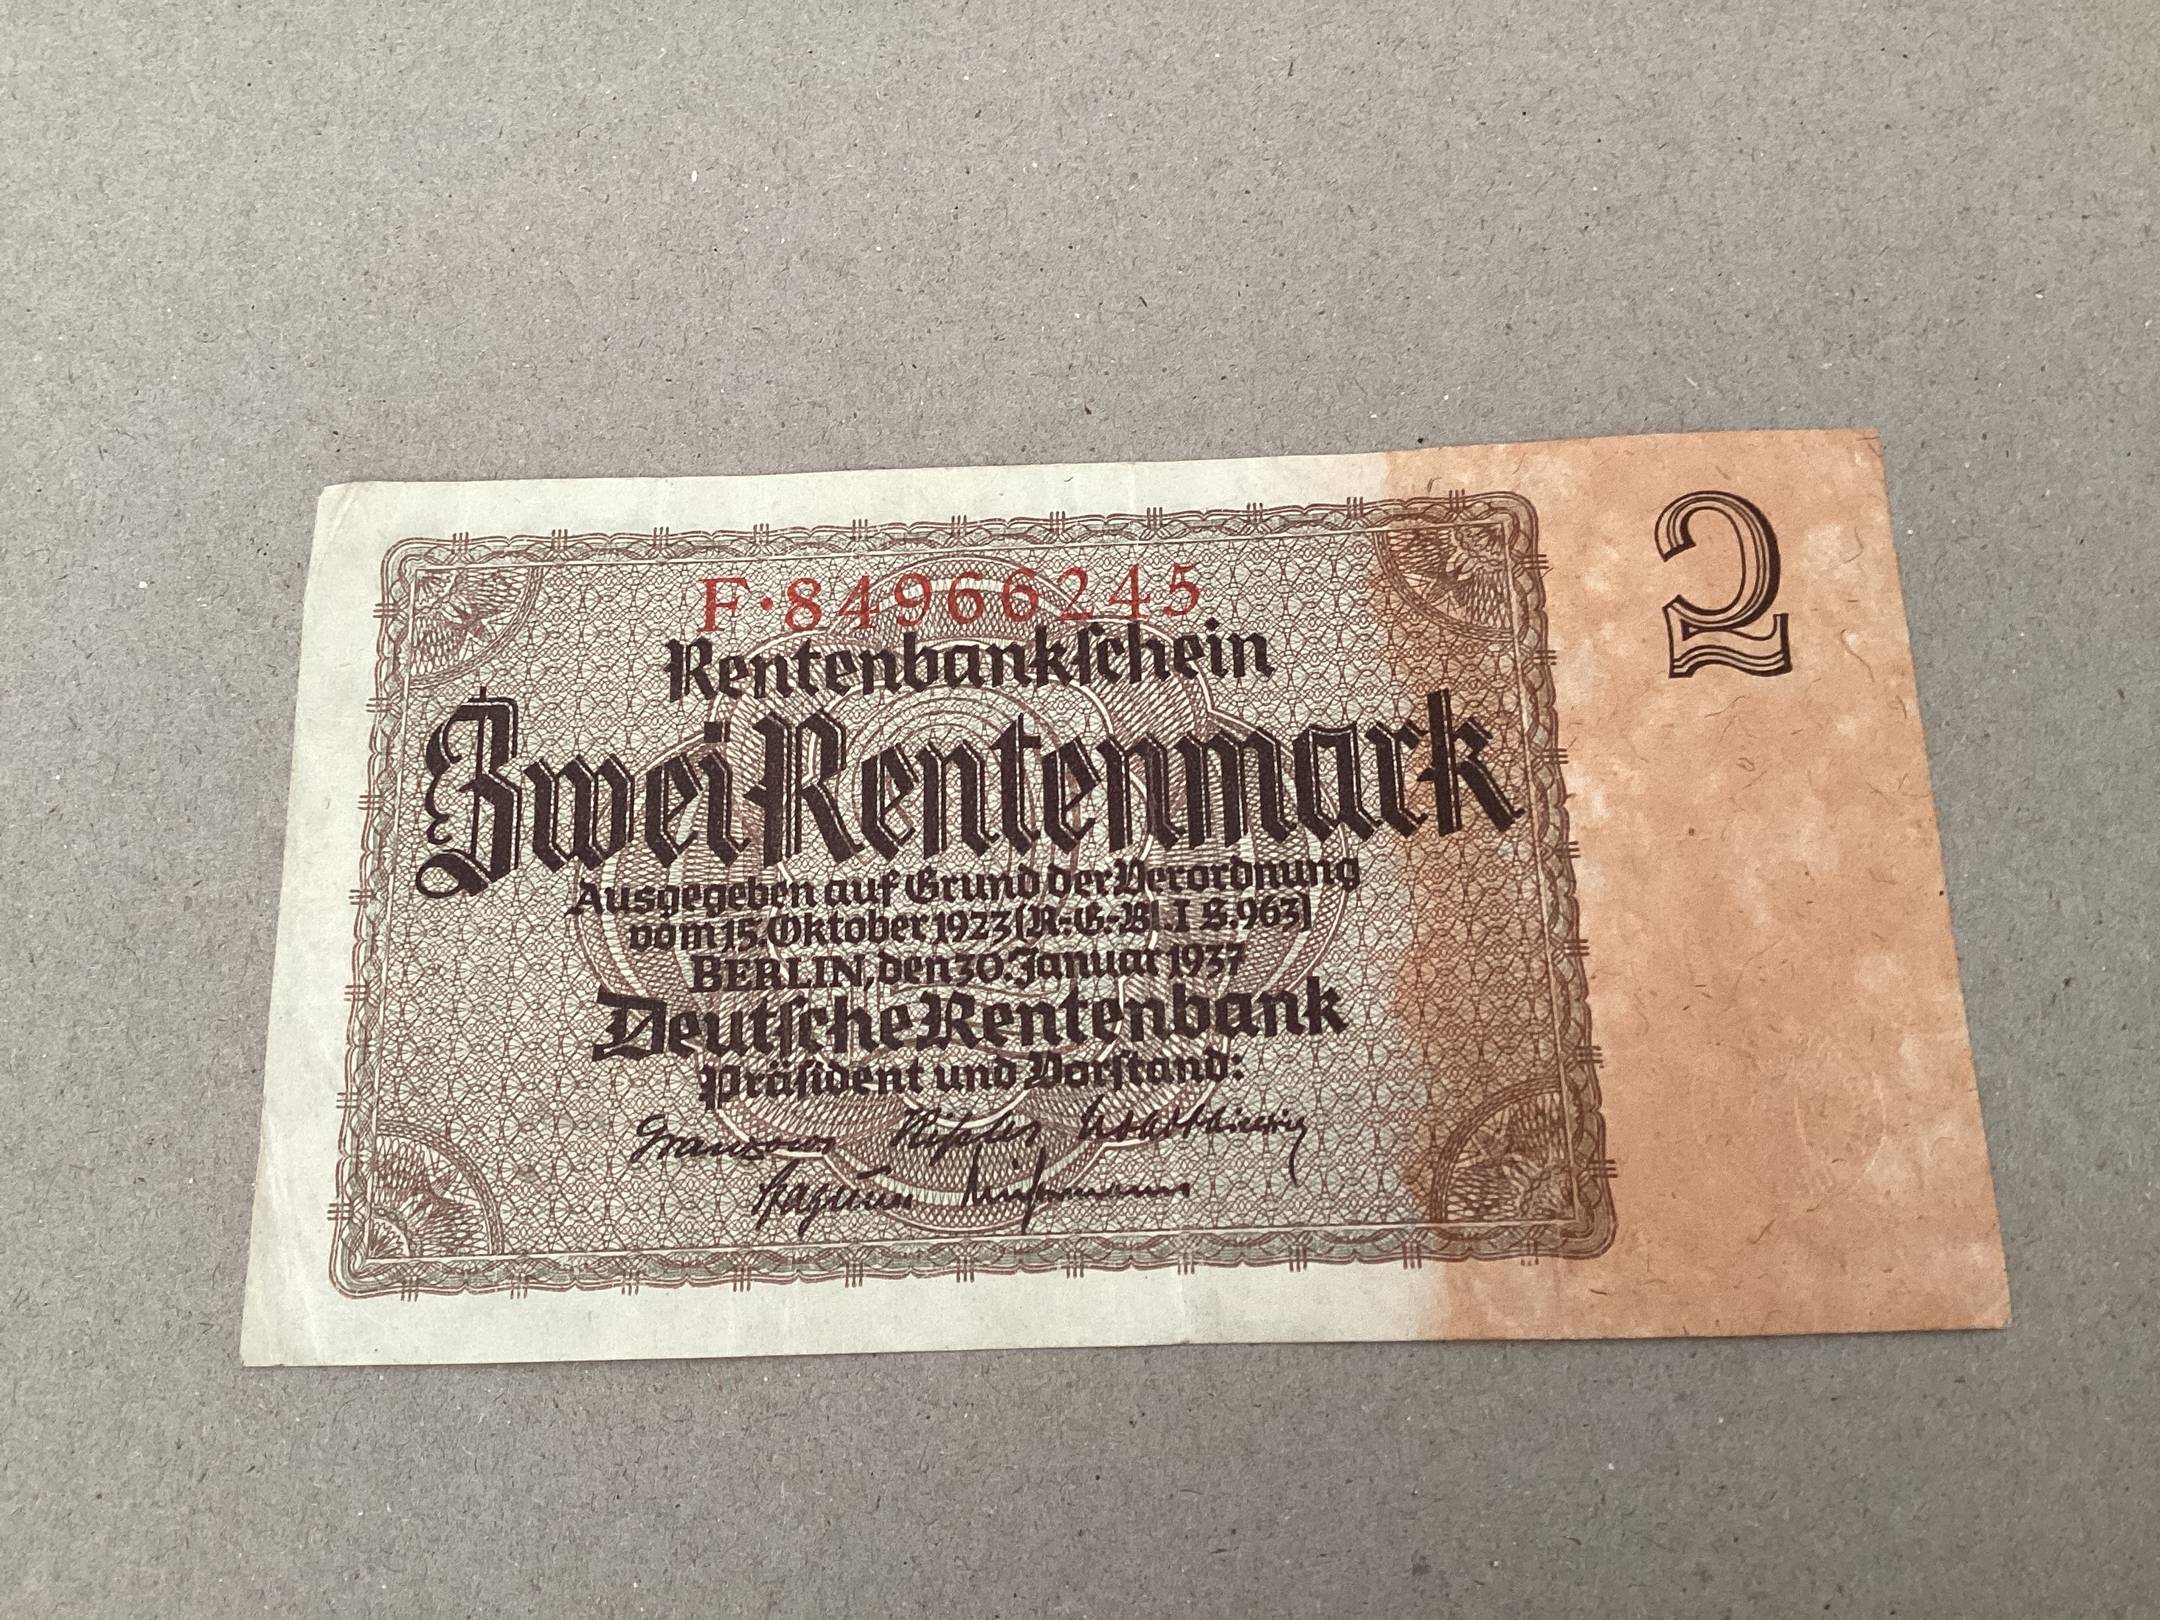 2
F·84966245
Rentenbankſchein
Zwei Rentenmark
Ausgegeben auf Grund der Verordnung
vom 15. Oktober 1923 (R.-G.-Bl. I S. 963)
BERLIN, den 30. Januar 1937
Deutſche Rentenbank
Präſident und Vorſtand: